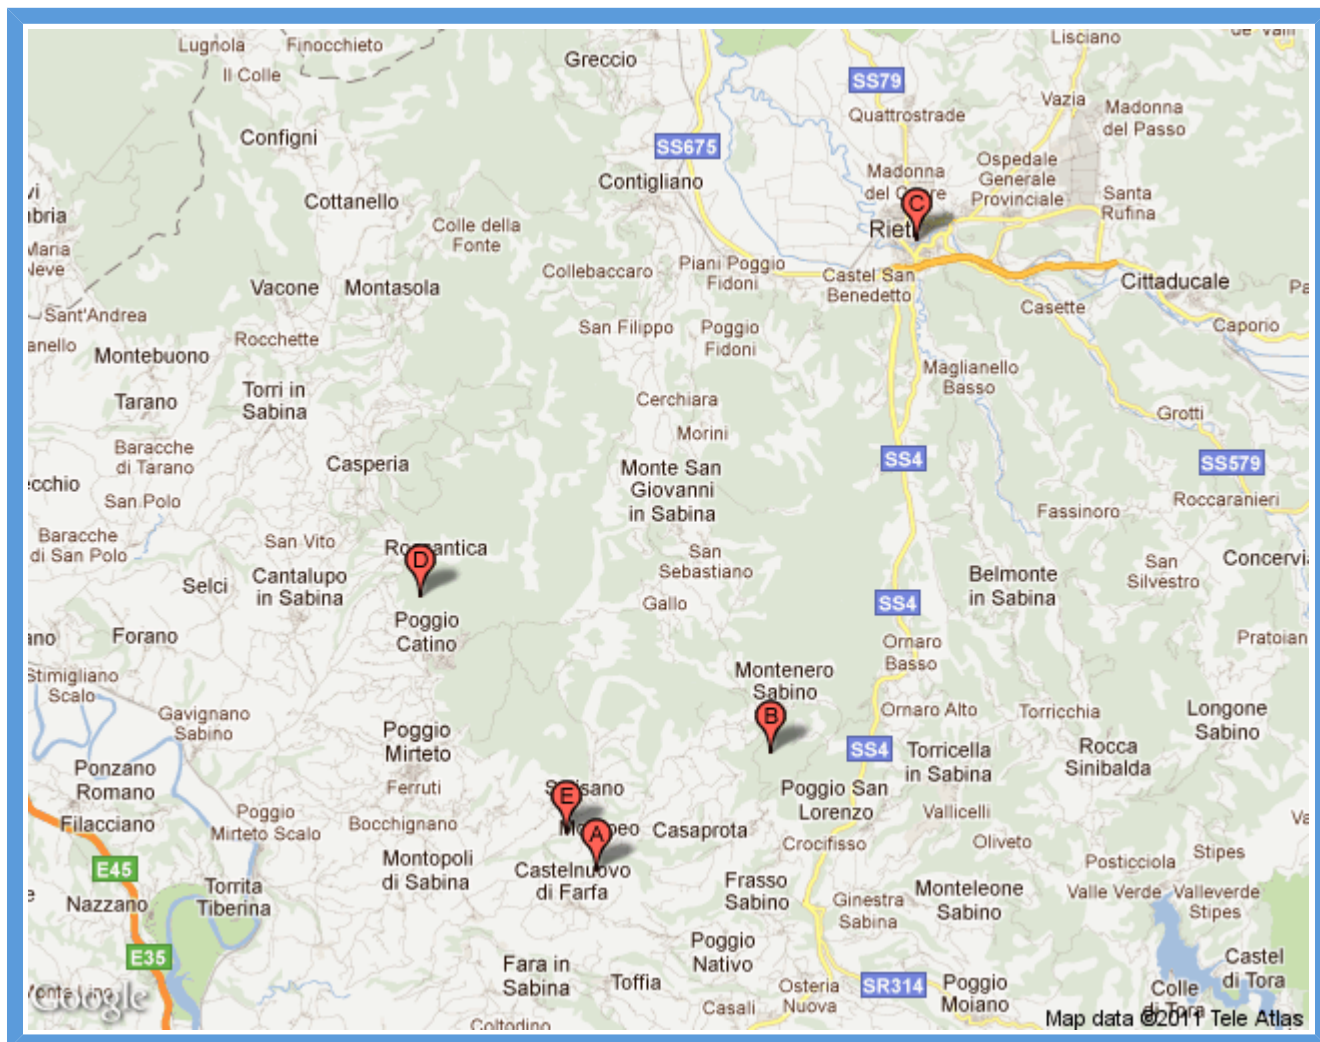 Lugnola
Finocchieto
Il Colle
Greccio
Lisciano
SS79
Quattrostrade
Vazia
Madonna
del Passo
Configni
SS675
Ospedale
Generale
Provinciale
Madonna
Contigliano
C
Santa
Rufina
Cottanello
Colle della
Fonte
Collebaccaro
Piani Poggio
Fidoni
Castel San
Benedetto
Cittaducale
Vacone
Montasola
Casette
Sant'Andrea
San Filippo
Poggio
Fidoni
Caporio
Rocchette
Montebuono
Maglianello
Basso
Torri in
Sabina
Tarano
Cerchiara
Grotti
Morini
Baracche
di Tarano
Casperia
SS4
SS579
Monte San
Giovanni
in Sabina
San Polo
Roccaranieri
Fassinoro
Baracche
di San Polo
San Vito
D
San
Sebastiano
San
Silvestro
Selci
Cantalupo
in Sabina
Belmonte
in Sabina
Gallo
SS4
Poggio
Catino
Forano
Ornaro
Basso
Stimigliano
Scalo
Montenero
Sabino
B
Ornaro Alto
Torricchia
Longone
Sabino
Gavignano
Sabino
Poggio
Mirteto
SS4
Torricella
in Sabina
Rocca
Sinibalda
Ponzano
Romano
Ferruti
E
Poggio San
Lorenzo
Vallicelli
Filacciano
Poggio
Mirteto Scalo
Bocchignano
A
Casaprota
Crocifisso
Oliveto
Montopoli
di Sabina
Castelnuovo
di Farfa
Posticciola
Stipes
E45
Torrita
Tiberina
Nazzano
Frasso
Sabino
Ginestra
Sabina
Monteleone
Sabino
Valle Verde
Valleverde
Stipes
E35
Fara in
Sabina
Toffia
Poggio
Nativo
Casali
Osteria
Nuova
SR314
Poggio
Moiano
Castel
di Tora
Colle
di Tora
Google
Coltodino
Map data ©2011 Tele Atlas